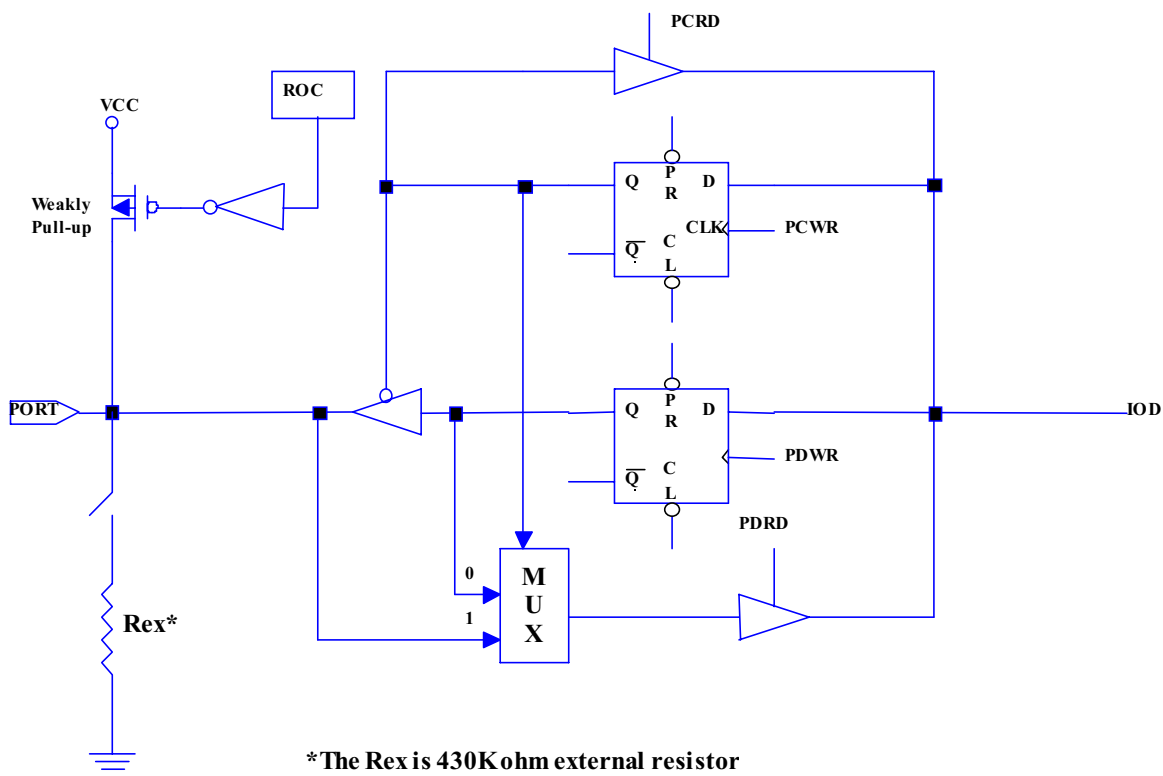 PCRD
ROC
VCC
Weakly
Pull-up
Q
P
R
D
CLK
PCWR
Q
C
L
PORT
Q
P
R
D
IOD
PDWR
Q
C
L
PDRD
0
1
M
U
X
Rex*
*The Rex is 430K ohm external resistor